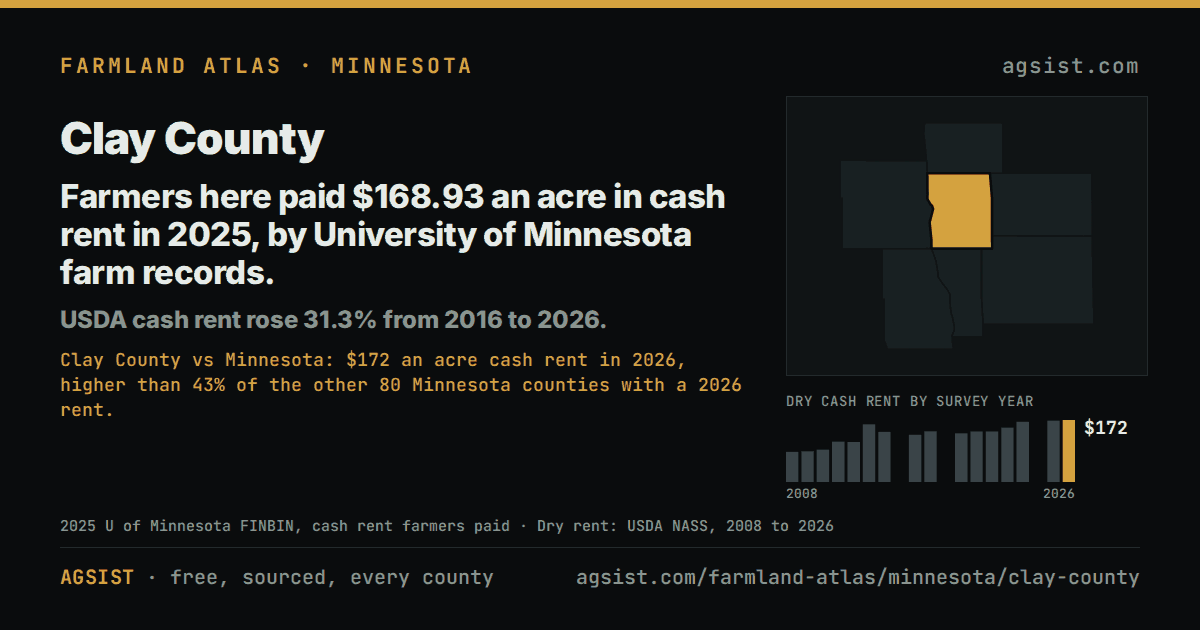 FARMLAND ATLAS · MINNESOTA
agsist.com
Clay County
Farmers here paid $168.93 an acre in cash
rent in 2025, by University of Minnesota
farm records.
USDA cash rent rose 31.3% from 2016 to 2026.
Clay County vs Minnesota: $172 an acre cash rent in 2026,
higher than 43% of the other 80 Minnesota counties with a 2026
rent.
DRY CASH RENT BY SURVEY YEAR
$172
2008
2026
2025 U of Minnesota FINBIN, cash rent farmers paid · Dry rent: USDA NASS, 2008 to 2026
AGSIST · free, sourced, every county
agsist.com/farmland-atlas/minnesota/clay-county